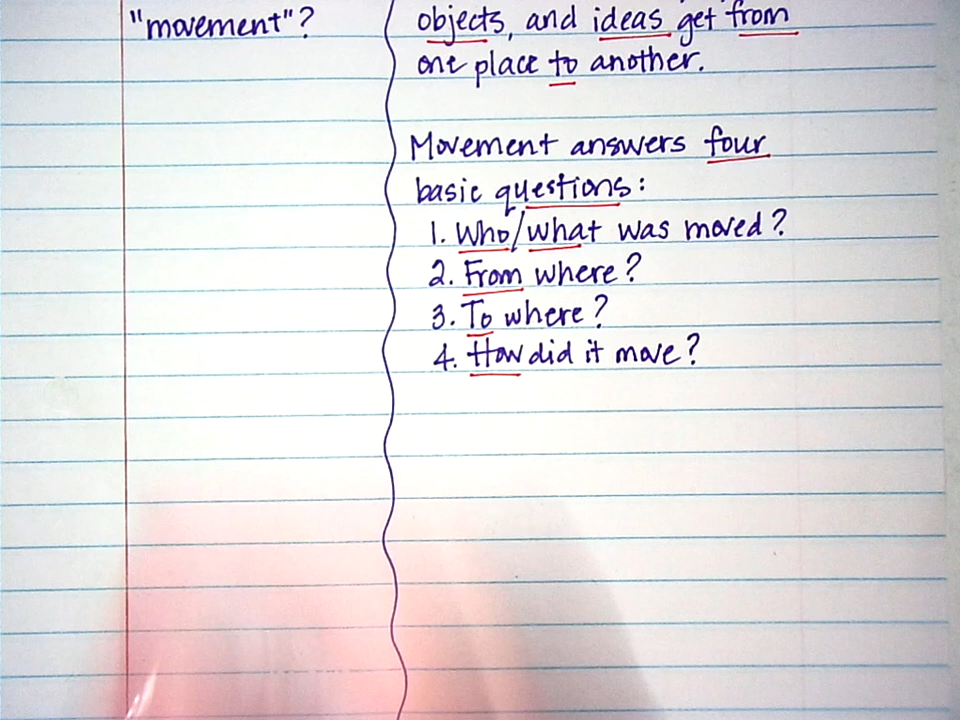 "movement"?
objects, and ideas get from
one place to another.
Movement answers four
basic questions:
1. Who/what was moved?
2. From where?
3. To where?
4. How did it move?